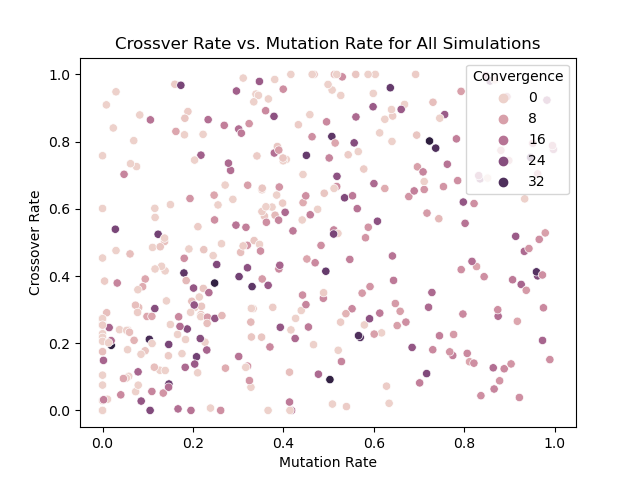 Crossver Rate vs. Mutation Rate for All Simulations
Convergence
0
8
16
24
32
1.0
0.8
0.6
0.4
0.2
0.0
Crossover Rate
0.0 0.2 0.4 0.6 0.8 1.0
Mutation Rate